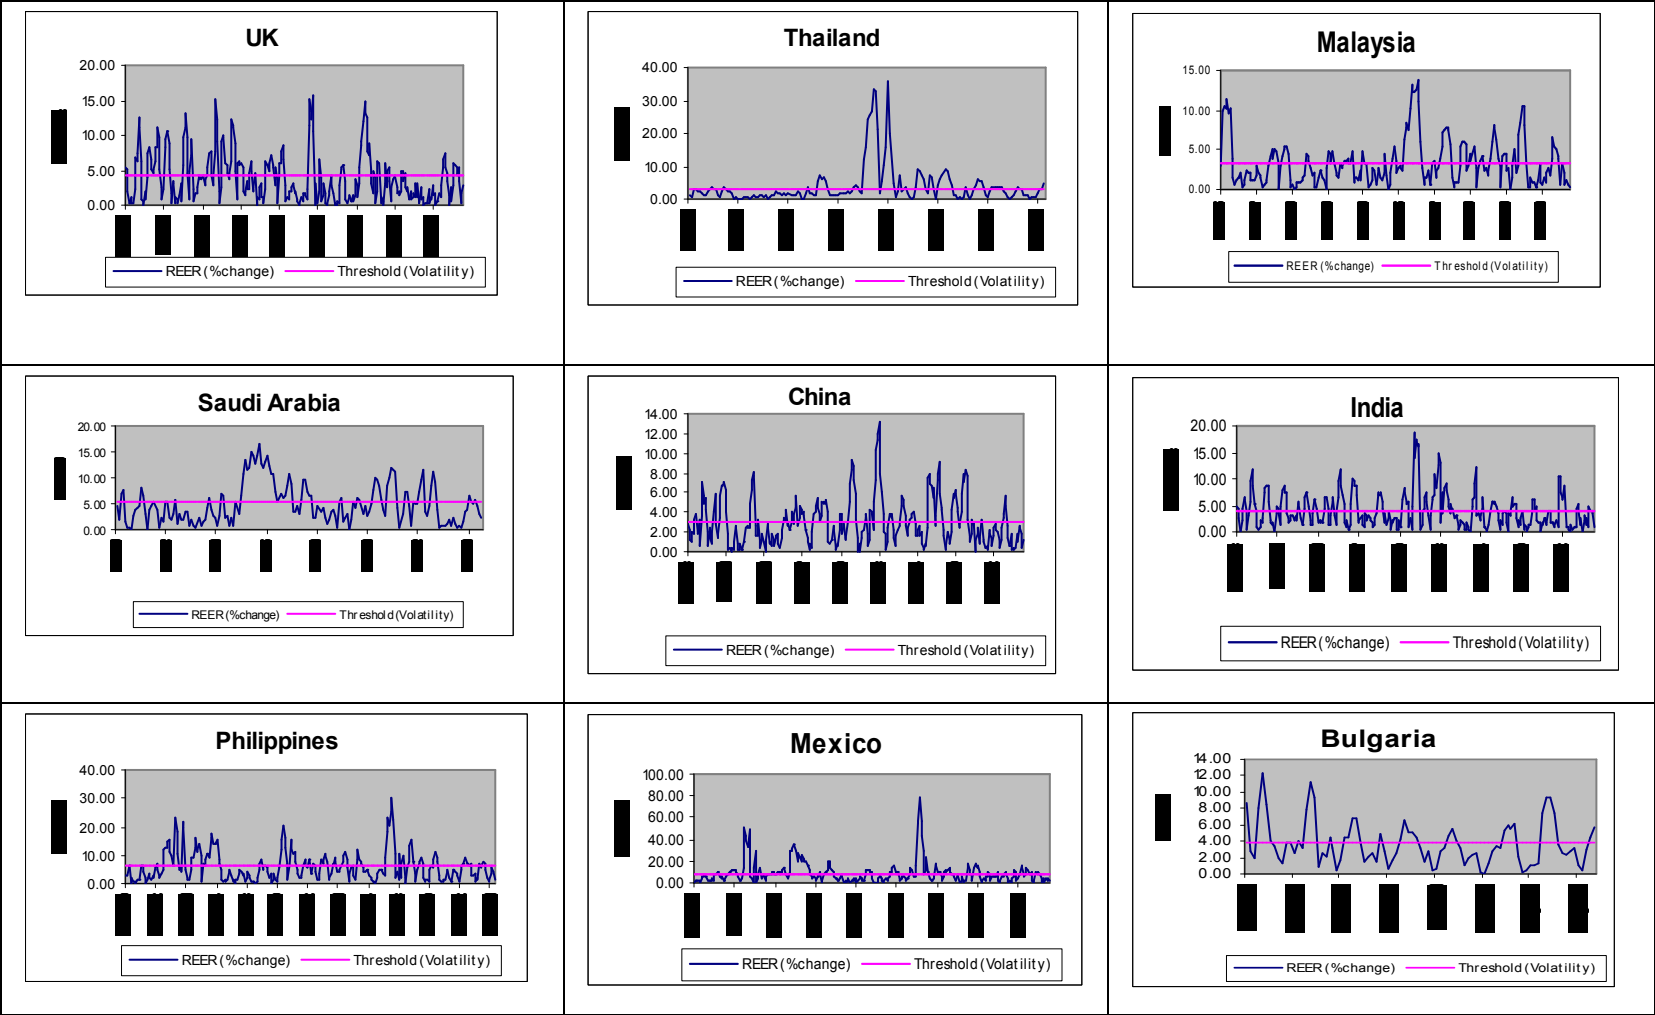 UK
20.00
15.00
10.00
5.00
0.00
REER (%change) Threshold (Volatility)
Thailand
40.00
30.00
20.00
10.00
0.00
REER (%change) Threshold (Volatility)
Malaysia
15.00
10.00
5.00
0.00
REER (%change) Threshold (Volatility)
Saudi Arabia
20.00
15.00
10.00
5.00
0.00
REER (%change) Threshold (Volatility)
China
14.00
12.00
10.00
8.00
6.00
4.00
2.00
0.00
REER (%change) Threshold (Volatility)
India
20.00
15.00
10.00
5.00
0.00
REER (%change) Threshold (Volatility)
Philippines
40.00
30.00
20.00
10.00
0.00
REER (%change) Threshold (Volatility)
Mexico
100.00
80.00
60.00
40.00
20.00
0.00
REER (%change) Threshold (Volatility)
Bulgaria
14.00
12.00
10.00
8.00
6.00
4.00
2.00
0.00
REER (%change) Threshold (Volatility)